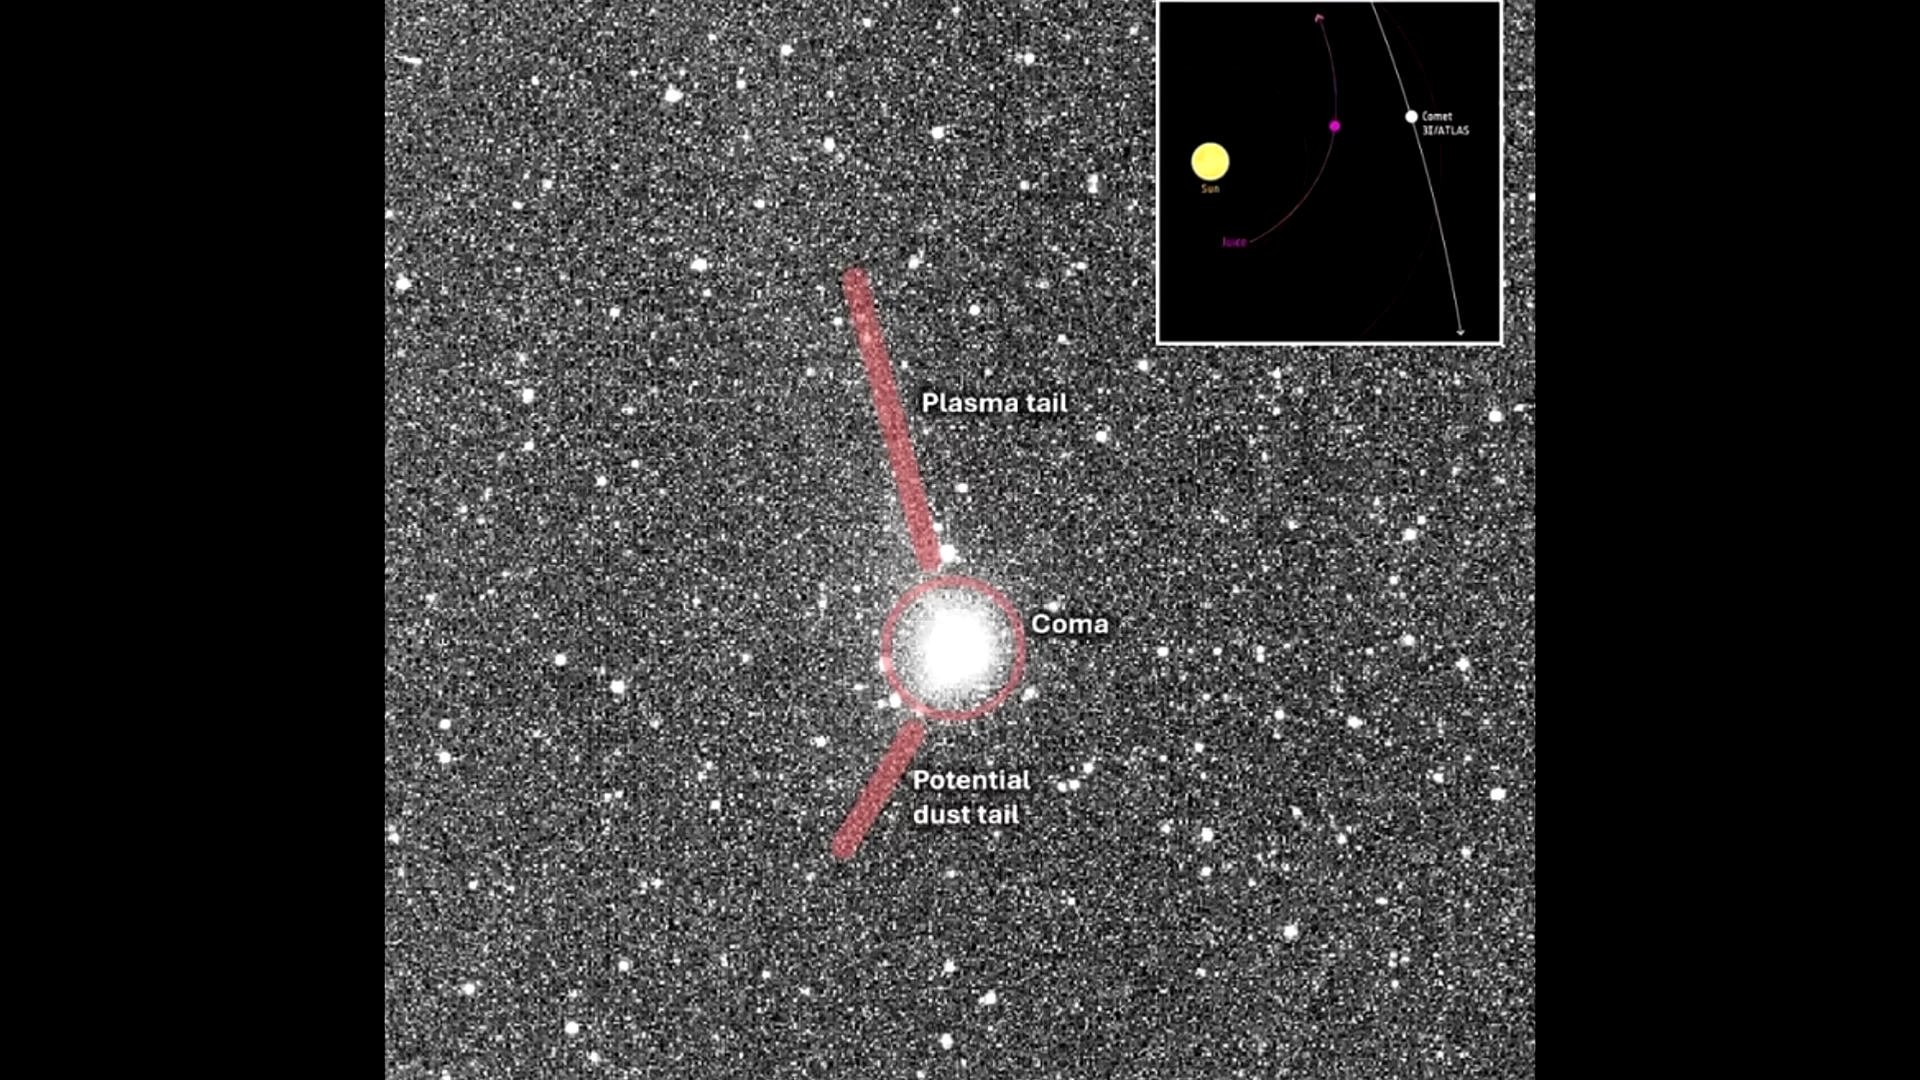 Comet
3I/ATLAS
Sun
Juice
Plasma tail
Coma
Potential
dust tail